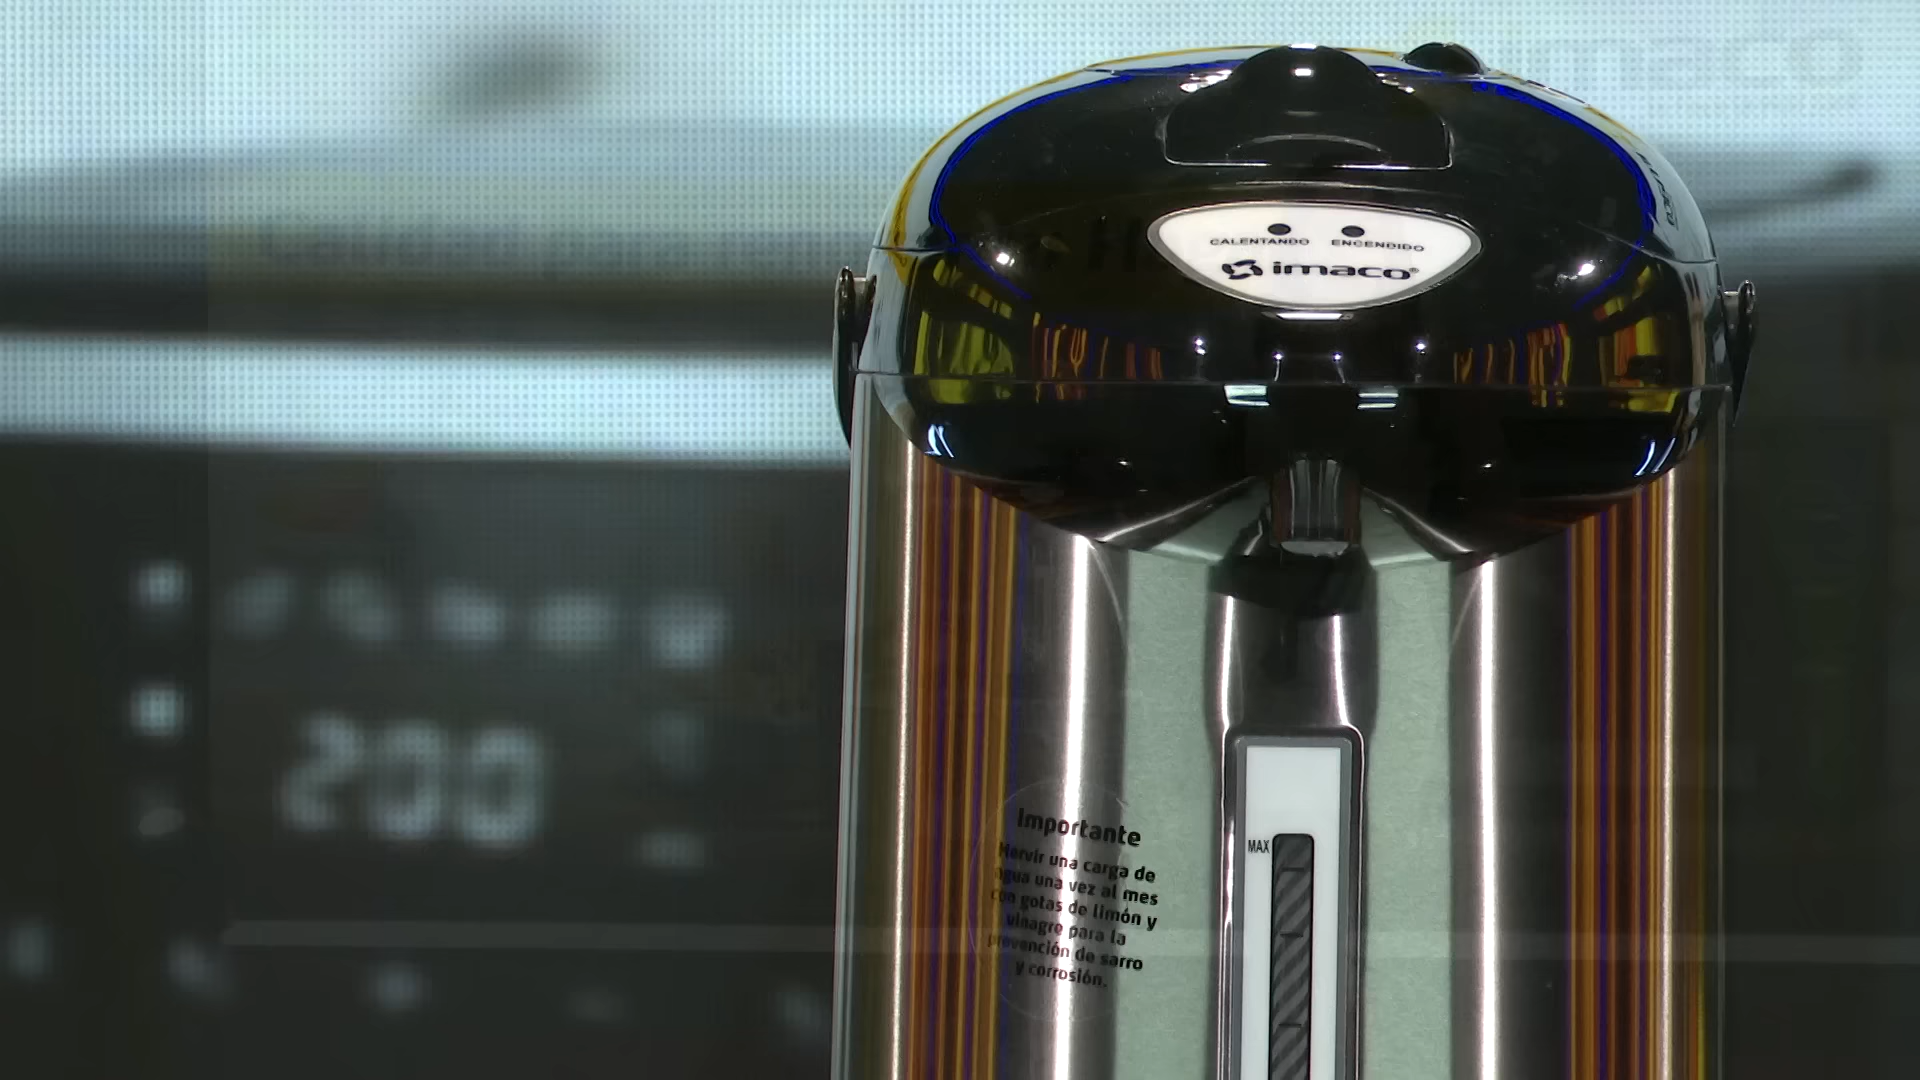 CALENTANDO ENCENDIDO
imaco®
200
MAX
Importante
Hervir una carga de
agua una vez al mes
con gotas de limón y
vinagre para la
prevención de sarro
y corrosión.